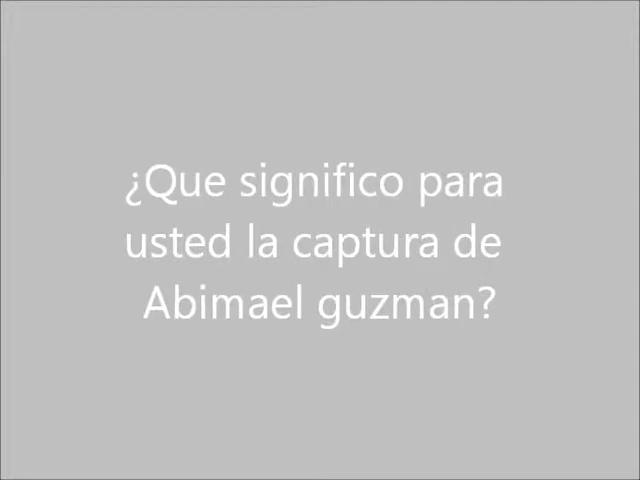 ¿Que significo para
usted la captura de
Abimael guzman?